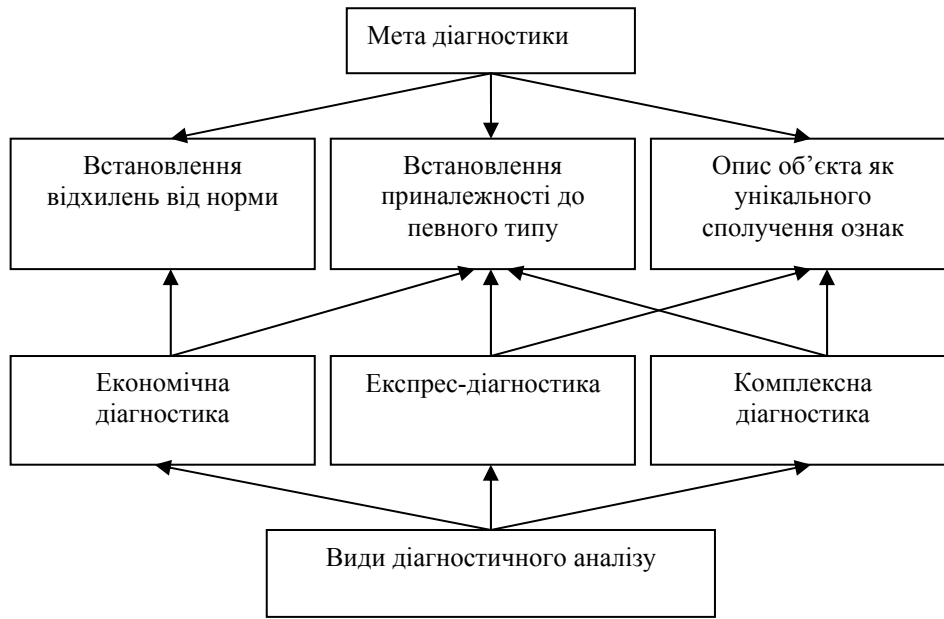 Мета діагностики
Встановлення
відхилень від норми
Встановлення
приналежності до
певного типу
Опис об’єкта як
унікального
сполучення ознак
Економічна
діагностика
Експрес-діагностика
Комплексна
діагностика
Види діагностичного аналізу